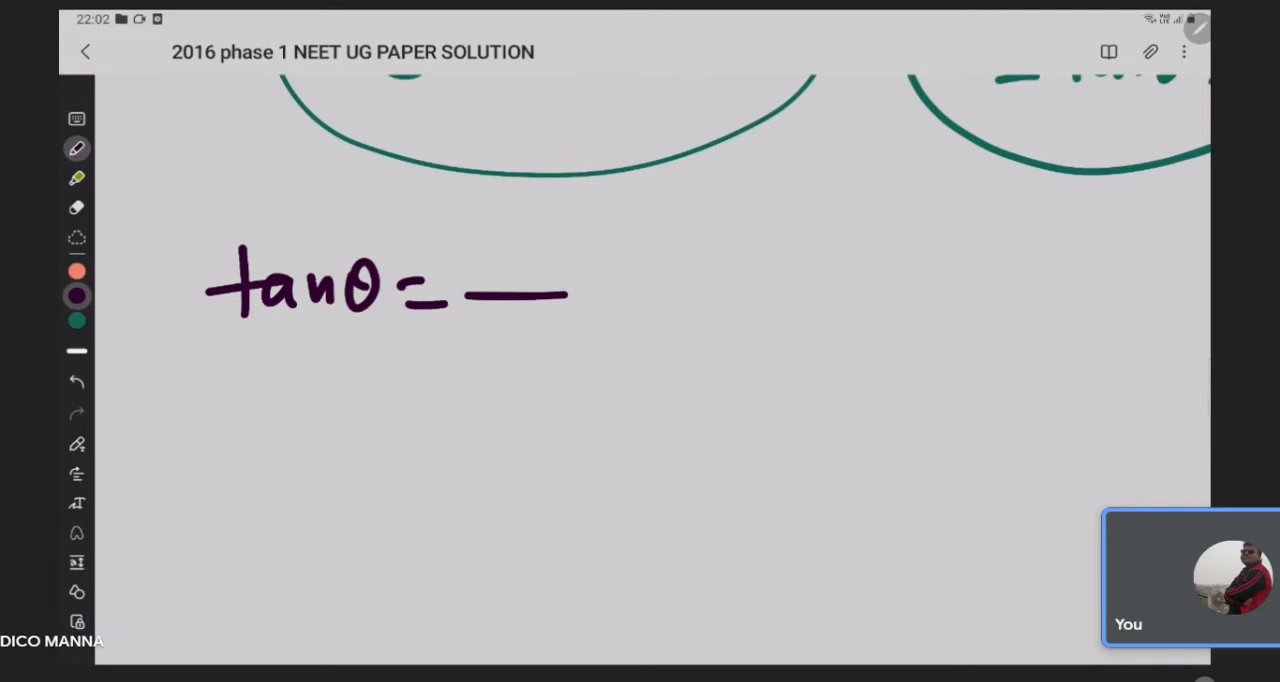 22:02
2016 phase 1 NEET UG PAPER SOLUTION
tanθ = —
You
DICO MANNA